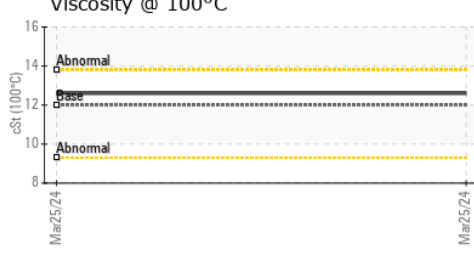 Viscosity @ 100°C
cSt (100°C)
16
14
12
10
8
Abnormal
Base
Abnormal
Mar25/24
Mar25/24